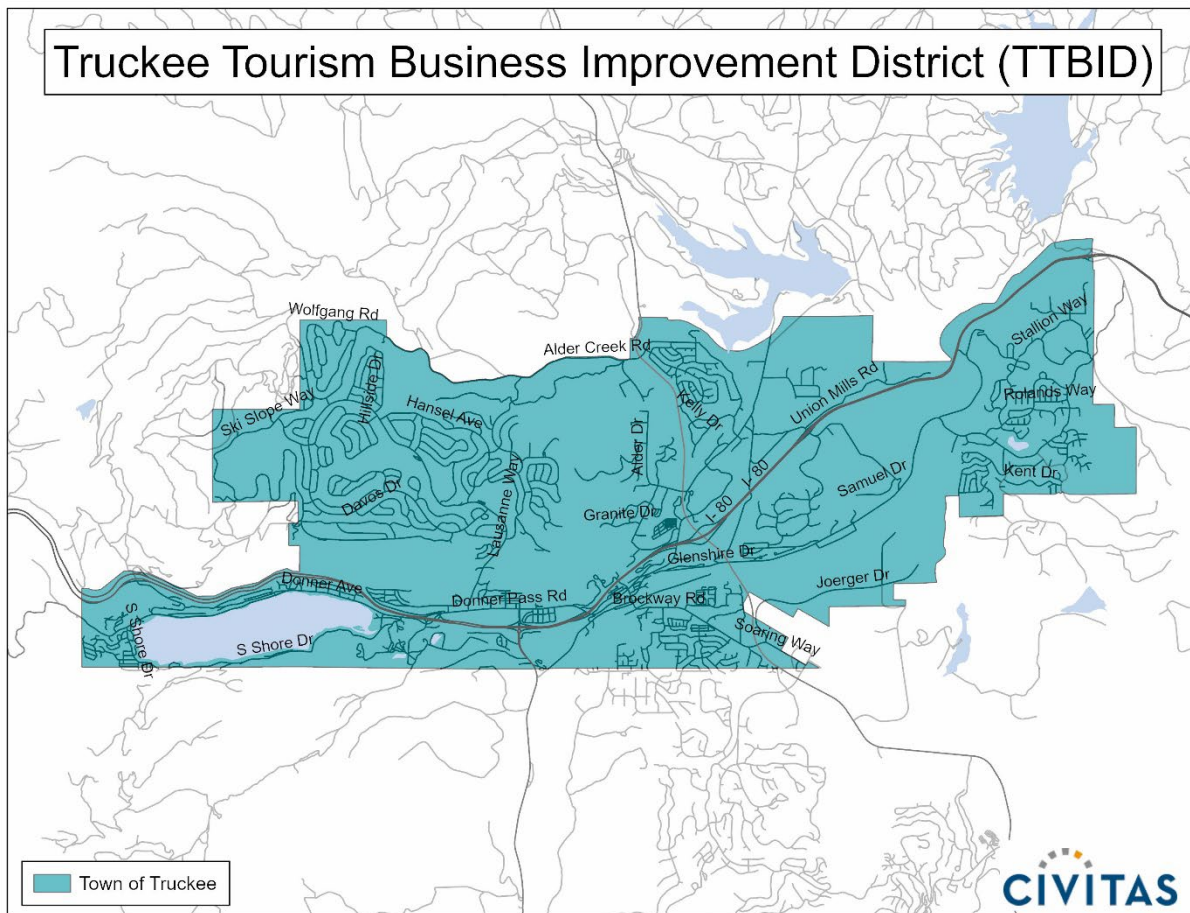 Truckee Tourism Business Improvement District (TTBID)
Wolfgang Rd
Alder Creek Rd
Stallion Way
Hillside Dr
Ski Slope Way
Hansel Ave
Kelly Dr
Union Mills Rd
Rolands Way
Alder Dr
Kent Dr
Davos Dr
Lausanne Way
I- 80
Samuel Dr
I- 80
Granite Dr
Glenshire Dr
Donner Ave
Donner Pass Rd
Brockway Rd
Joerger Dr
S Shore Dr
S Shore Dr
Soaring Way
Town of Truckee
CIVITAS